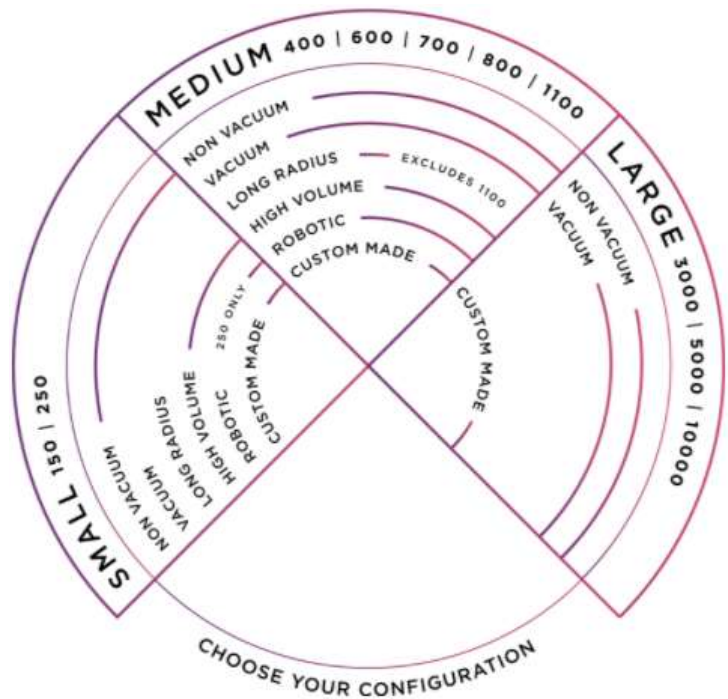 SMALL 150 | 250
NON VACUUM
VACUUM
LONG RADIUS
HIGH VOLUME
ROBOTIC
250 ONLY
CUSTOM MADE
MEDIUM 400 | 600 | 700 | 800 | 1100
NON VACUUM
VACUUM
LONG RADIUS
EXCLUDES 1100
HIGH VOLUME
ROBOTIC
CUSTOM MADE
LARGE 3000 | 5000 | 10000
NON VACUUM
VACUUM
CUSTOM MADE
CHOOSE YOUR CONFIGURATION